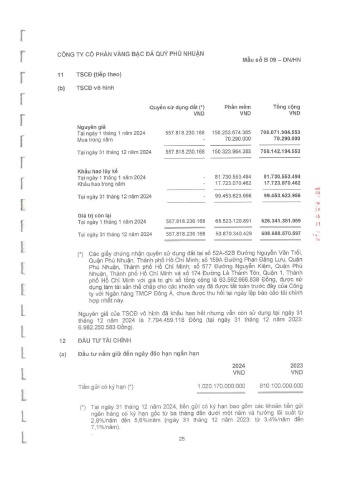 CÔNG TY CỔ PHẦN VÀNG BẠC ĐÁ QUÝ PHÚ NHUẬN
Mẫu số B 09 – DN/HN
11 TSCĐ (tiếp theo)
(b) TSCĐ vô hình
Quyền sử dụng đất (*) Phần mềm Tổng cộng
VND VND VND
Nguyên giá
Tại ngày 1 tháng 1 năm 2024 557.818.230.168 150.253.674.385 708.071.904.553
Mua trong năm - 70.290.000 70.290.000
Tại ngày 31 tháng 12 năm 2024 557.818.230.168 150.323.964.385 708.142.194.553
Khấu hao lũy kế
Tại ngày 1 tháng 1 năm 2024 - 81.730.553.494 81.730.553.494
Khấu hao trong năm - 17.723.070.462 17.723.070.462
Tại ngày 31 tháng 12 năm 2024 - 99.453.623.956 99.453.623.956
Giá trị còn lại
Tại ngày 1 tháng 1 năm 2024 557.818.230.168 68.523.120.891 626.341.351.059
Tại ngày 31 tháng 12 năm 2024 557.818.230.168 50.870.340.429 608.688.570.597
(*) Các giấy chứng nhận quyền sử dụng đất tại số 52A-52B Đường Nguyễn Văn Trỗi,
Quận Phú Nhuận, Thành phố Hồ Chí Minh; số 159A Đường Phan Đăng Lưu, Quận
Phú Nhuận, Thành phố Hồ Chí Minh; số 577 Đường Nguyễn Kiệm, Quận Phú
Nhuận, Thành phố Hồ Chí Minh và số 174 Đường Lê Thánh Tôn, Quận 1, Thành
phố Hồ Chí Minh với giá trị ghi sổ tổng cộng là Đồng, được sử
dụng làm tài sản thế chấp cho các khoản vay đã được tất toán trước đây của Công
ty với Ngân hàng TMCP Đông Á, chưa được thu hồi tại ngày lập báo cáo tài chính
hợp nhất này.
Nguyên giá của TSCĐ vô hình đã khấu hao hết nhưng vẫn còn sử dụng tại ngày 31
tháng 12 năm 2024 là 7.794.459.118 Đồng (tại ngày 31 tháng 12 năm 2023:
6.982.250.583 Đồng).
12 ĐẦU TƯ TÀI CHÍNH
(a) Đầu tư nắm giữ đến ngày đáo hạn ngắn hạn
2024 2023
VND VND
Tiền gửi có kỳ hạn (*) 1.020.170.000.000 810.100.000.000
(*) Tại ngày 31 tháng 12 năm 2024, tiền gửi có kỳ hạn bao gồm các khoản tiền gửi
ngân hàng có kỳ hạn gốc từ ba tháng đến dưới một năm và hưởng lãi suất từ
2,8%/năm đến 5,6%/năm (ngày 31 tháng 12 năm 2023: từ 3,4%/năm đến
7,1%/năm).